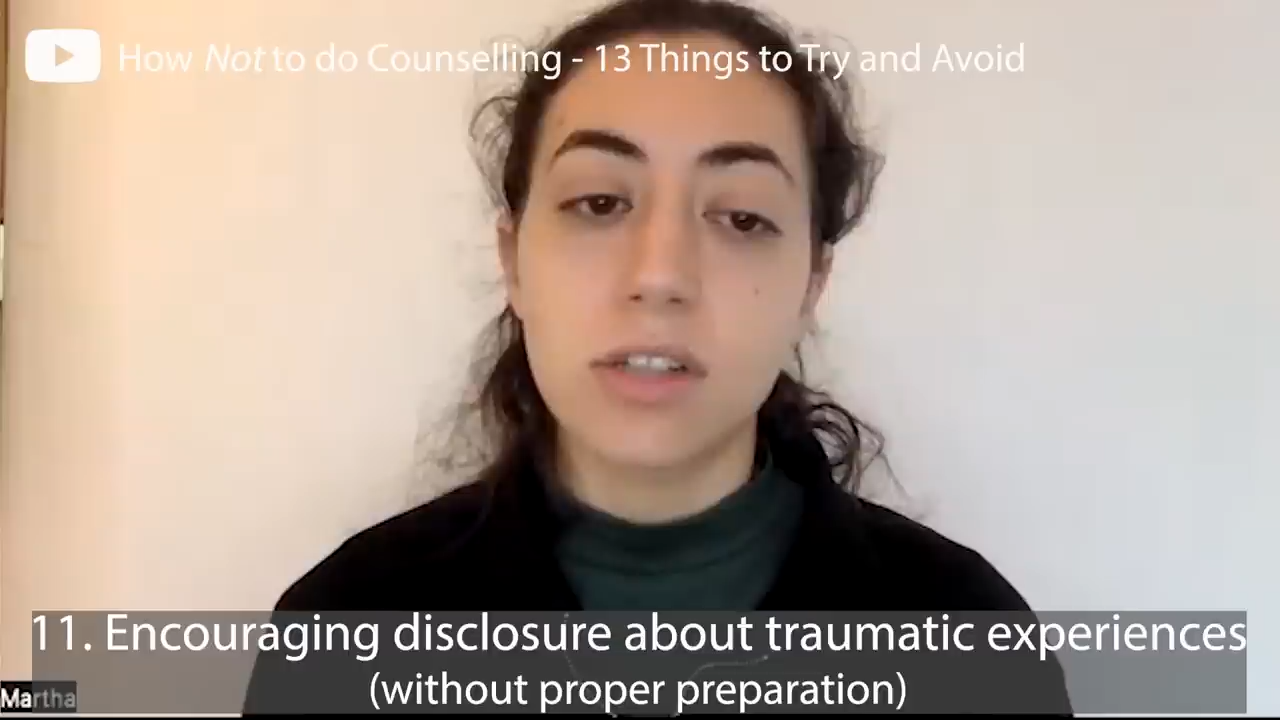 How Not to do Counselling - 13 Things to Try and Avoid
11. Encouraging disclosure about traumatic experiences
(without proper preparation)
Martha